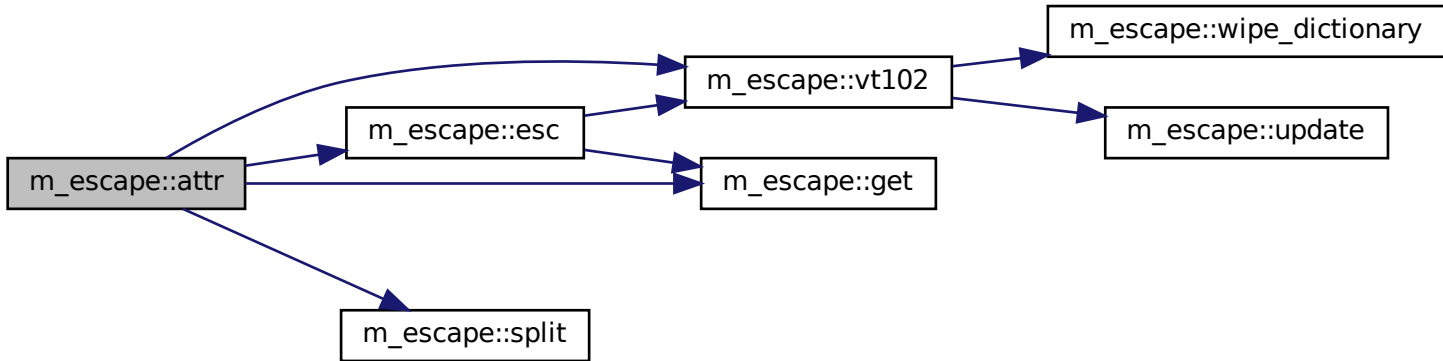 m_escape::wipe_dictionary
m_escape::vt102
m_escape::esc
m_escape::update
m_escape::attr
m_escape::get
m_escape::split